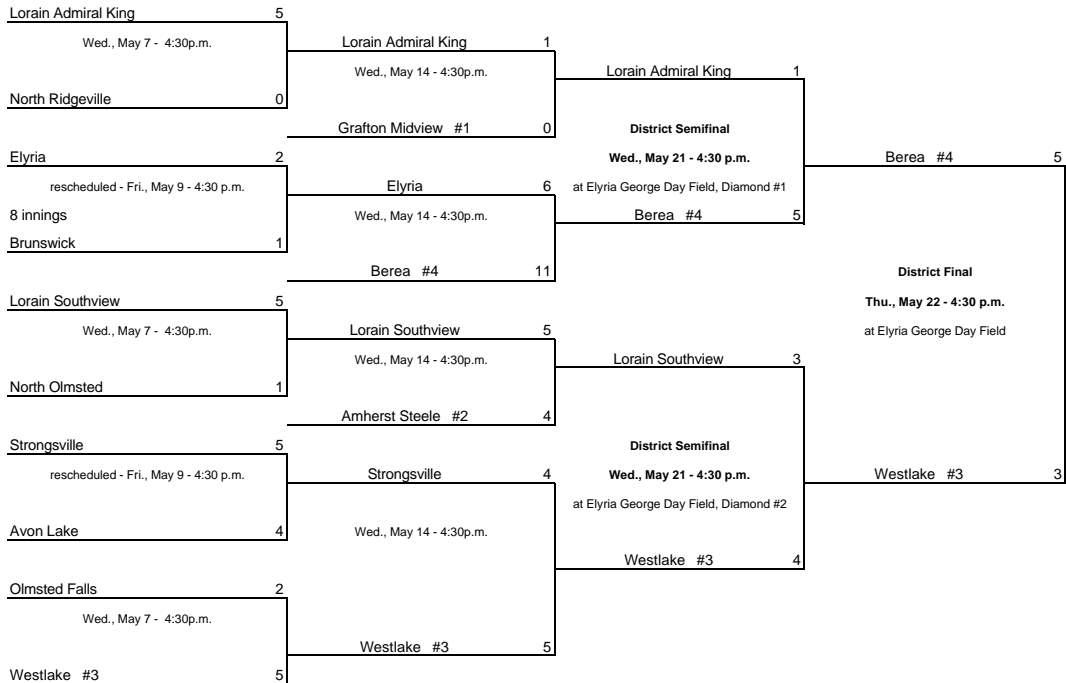 Lorain Admiral King 5
Wed., May 7 - 4:30p.m.
Lorain Admiral King 1
Wed., May 14 - 4:30p.m.
Lorain Admiral King 1
North Ridgeville 0
Grafton Midview #1 0
District Semifinal
Elyria 2
Wed., May 21 - 4:30 p.m.
Berea #4 5
rescheduled - Fri., May 9 - 4:30 p.m.
Elyria 6
at Elyria George Day Field, Diamond #1
8 innings
Wed., May 14 - 4:30p.m.
Berea #4 5
Brunswick 1
Berea #4 11
District Final
Lorain Southview 5
Thu., May 22 - 4:30 p.m.
Wed., May 7 - 4:30p.m.
Lorain Southview 5
at Elyria George Day Field
Wed., May 14 - 4:30p.m.
Lorain Southview 3
North Olmsted 1
Amherst Steele #2 4
Strongsville 5
District Semifinal
rescheduled - Fri., May 9 - 4:30 p.m.
Strongsville 4
Wed., May 21 - 4:30 p.m.
Westlake #3 3
at Elyria George Day Field, Diamond #2
Avon Lake 4
Wed., May 14 - 4:30p.m.
Westlake #3 4
Olmsted Falls 2
Wed., May 7 - 4:30p.m.
Westlake #3 5
Westlake #3 5